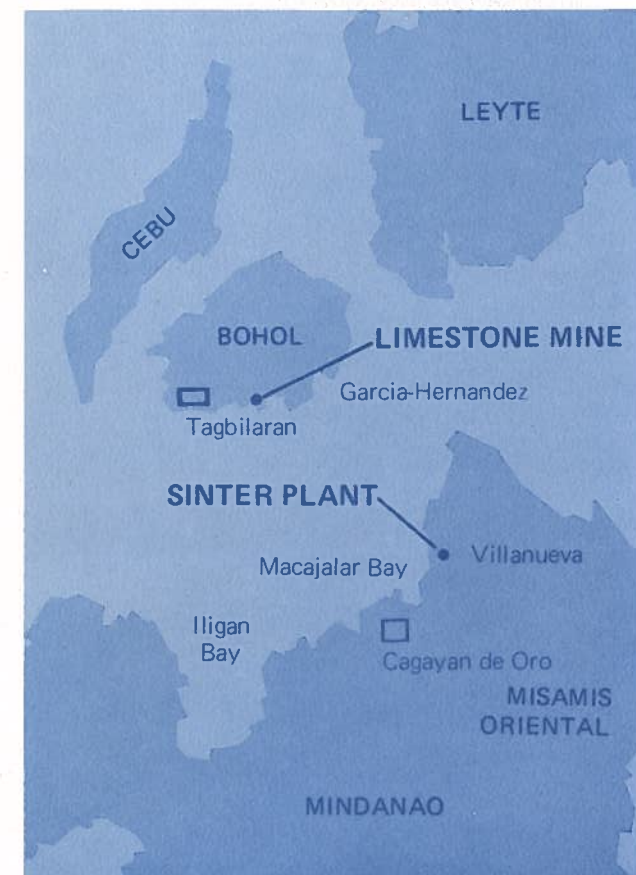 LEYTE
CEBU
BOHOL
LIMESTONE MINE
Garcia-Hernandez
Tagbilaran
SINTER PLANT
Villanueva
Macajalar Bay
Iligan
Bay
Cagayan de Oro
MISAMIS
ORIENTAL
MINDANAO